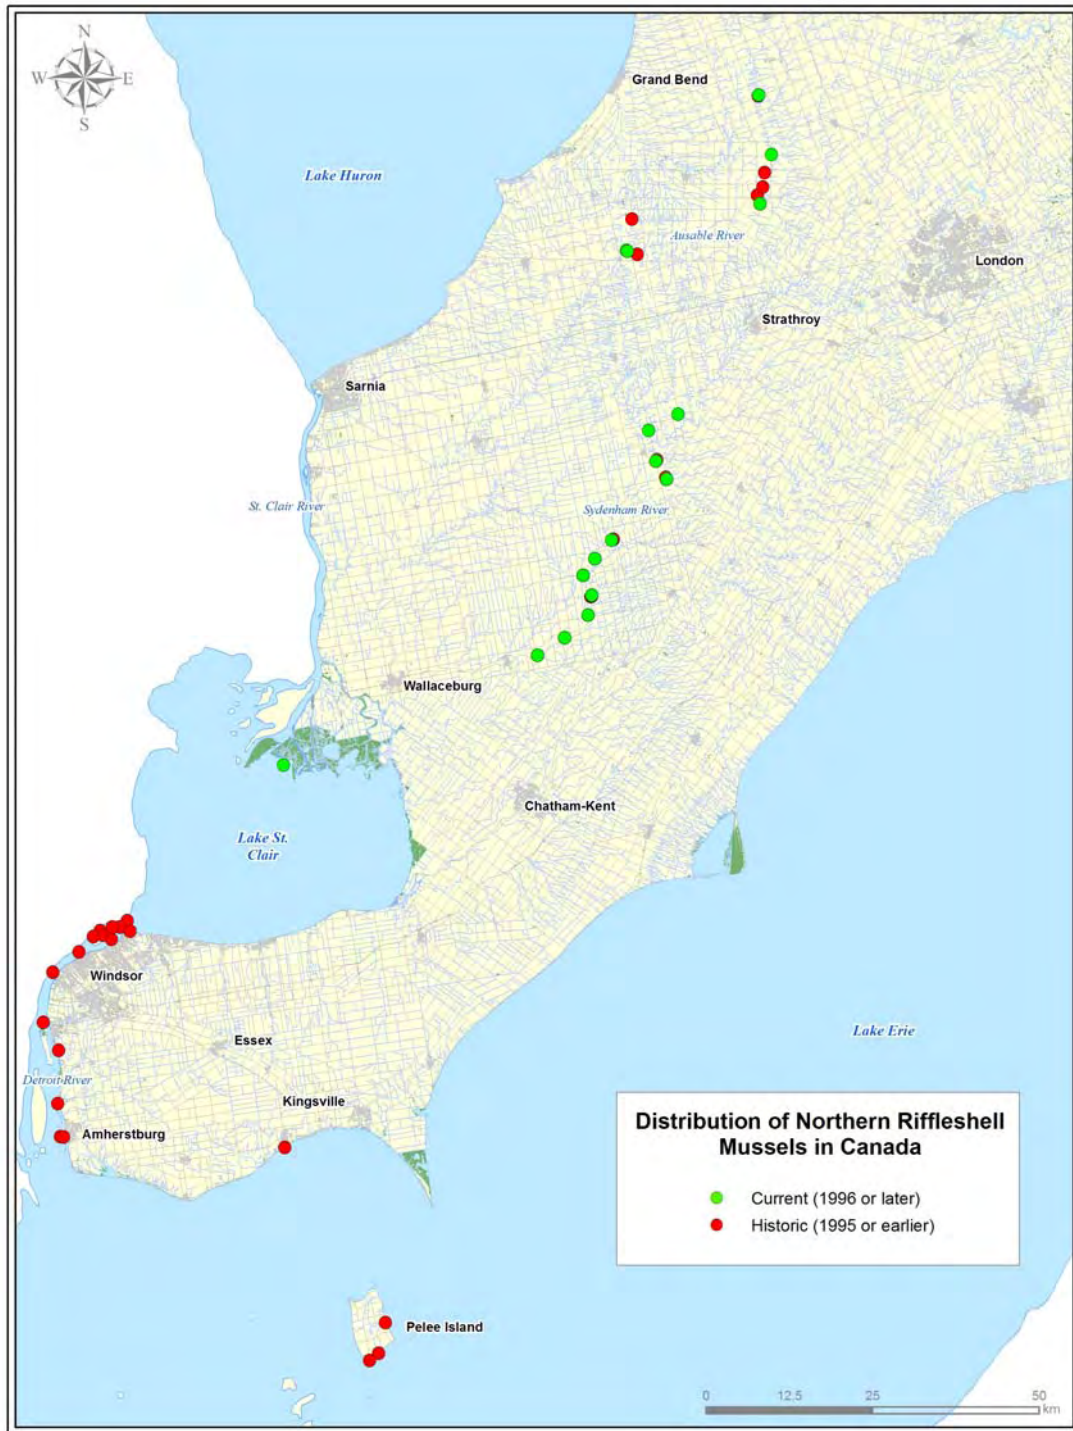 N
W E
S
Grand Bend
Lake Huron
Ausable River
London
Strathroy
Sarnia
St. Clair River
Sydenham River
Wallaceburg
Chatham-Kent
Lake St.
Clair
Windsor
Lake Erie
Essex
Detroit River
Kingsville
Amherstburg
Distribution of Northern Riffleshell
Mussels in Canada
Current (1996 or later)
Historic (1995 or earlier)
Pelee Island
0 12.5 25 50
km